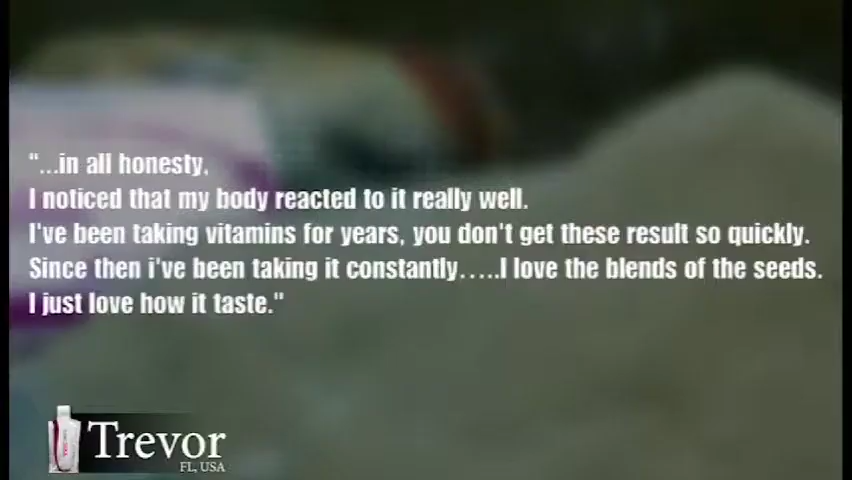 "...in all honesty,
I noticed that my body reacted to it really well.
I've been taking vitamins for years, you don't get these result so quickly.
Since then i've been taking it constantly.....I love the blends of the seeds.
I just love how it taste."
Trevor
FL, USA